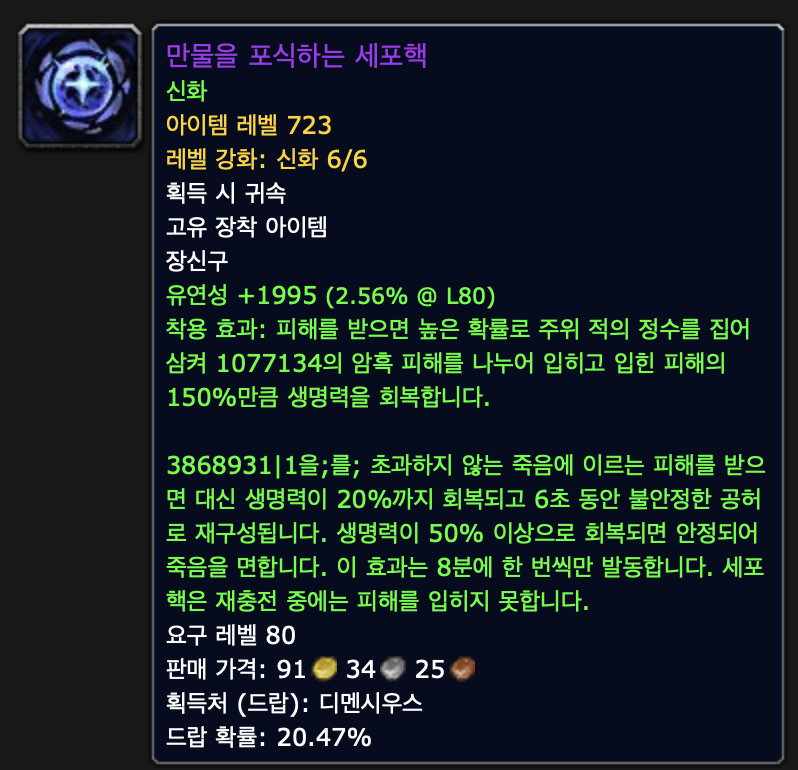 만물을 포식하는 세포핵
신화
아이템 레벨 723
레벨 강화: 신화 6/6
획득 시 귀속
고유 장착 아이템
장신구
유연성 +1995 (2.56% @ L80)
착용 효과: 피해를 받으면 높은 확률로 주위 적의 정수를 집어
삼켜 1077134의 암흑 피해를 나누어 입히고 입힌 피해의
150%만큼 생명력을 회복합니다.
3868931|1을;를; 초과하지 않는 죽음에 이르는 피해를 받으
면 대신 생명력이 20%까지 회복되고 6초 동안 불안정한 공허
로 재구성됩니다. 생명력이 50% 이상으로 회복되면 안정되어
죽음을 면합니다. 이 효과는 8분에 한 번씩만 발동합니다. 세포
핵은 재충전 중에는 피해를 입히지 못합니다.
요구 레벨 80
판매 가격: 91 34 25
획득처 (드랍): 디멘시우스
드랍 확률: 20.47%